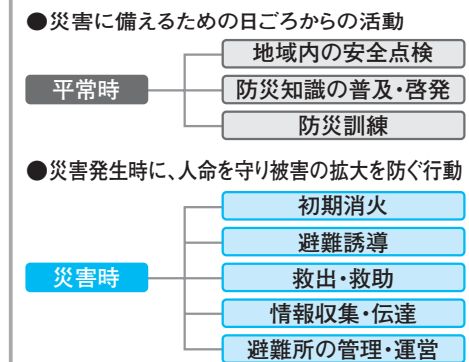 ●災害に備えるための日ごろからの活動
地域内の安全点検
平常時
防災知識の普及・啓発
防災訓練
●災害発生時に、人命を守り被害の拡大を防ぐ行動
初期消火
避難誘導
災害時
救出・救助
情報収集・伝達
避難所の管理・運営